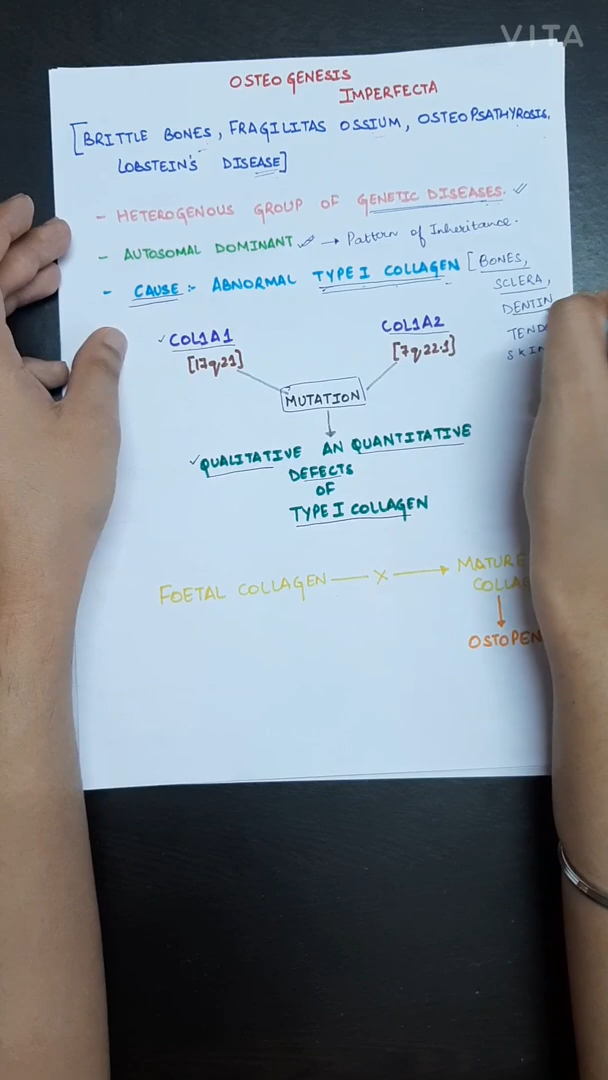 VITA
OSTEOGENESIS
IMPERFECTA
[BRITTLE BONES, FRAGILITAS OSSIUM, OSTEOPSATHYROSIS,
LOBSTEIN'S DISEASE]
- HETEROGENOUS GROUP OF GENETIC DISEASES.
- AUTOSOMAL DOMINANT → Pattern of Inheritance.
- CAUSE:- ABNORMAL TYPE I COLLAGEN [BONES,
SCLERA,
DENTIN
COL1A1
[17q21]
COL1A2
[7q22.1]
MUTATION
QUALITATIVE AN QUANTITATIVE
DEFECTS
OF
TYPE I COLLAGEN
FOETAL COLLAGEN — X → MATURE